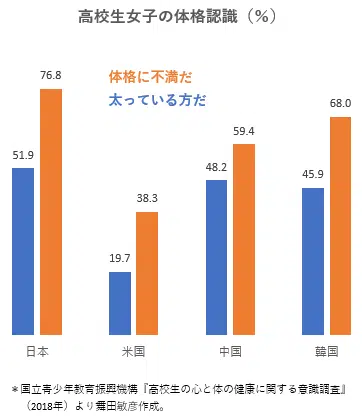 高校生女子の体格認識（%）
体格に不満だ
太っている方だ
76.8
51.9
38.3
19.7
59.4
48.2
68.0
45.9
日本
米国
中国
韓国
＊国立青少年教育振興機構『高校生の心と体の健康に関する意識調査』
（2018年）より舞田敏彦作成。